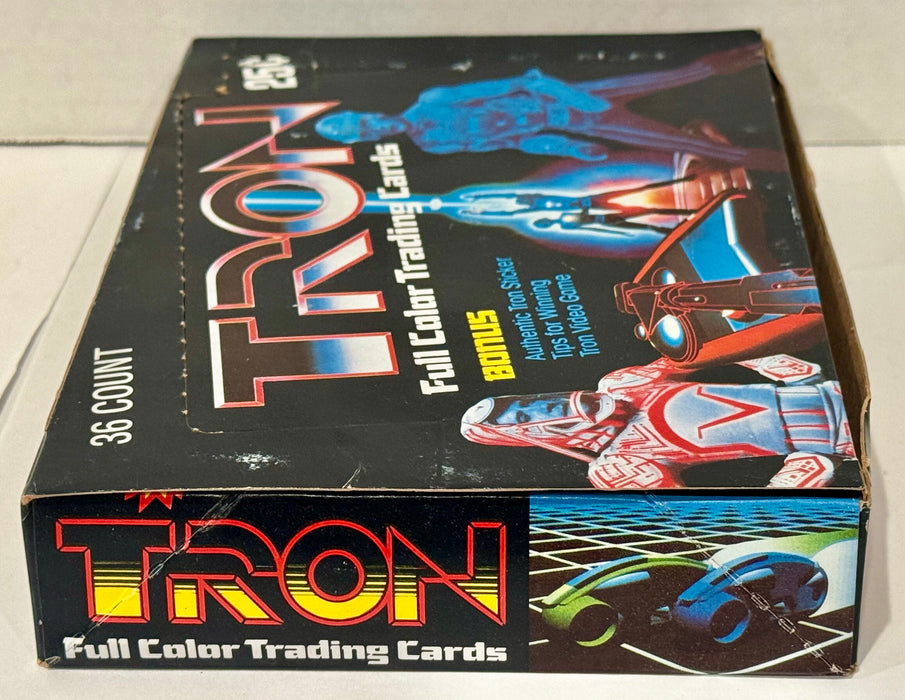 36 COUNT
25¢
TRON
Full Color Trading Cards
BONUS
Authentic Tron Sticker
Tips for Winning
Tron Video Game
V
TRON
Full Color Trading Cards